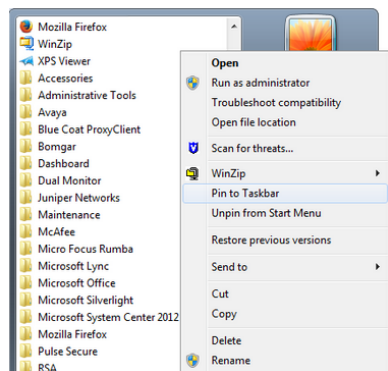 Mozilla Firefox
WinZip
XPS Viewer
Accessories
Administrative Tools
Avaya
Blue Coat ProxyClient
Bomgar
Dashboard
Dual Monitor
Juniper Networks
Maintenance
McAfee
Micro Focus Rumba
Microsoft Lync
Microsoft Office
Microsoft Silverlight
Microsoft System Center 2012
Mozilla Firefox
Pulse Secure
RSA
Open
Run as administrator
Troubleshoot compatibility
Open file location
Scan for threats...
WinZip
Pin to Taskbar
Unpin from Start Menu
Restore previous versions
Send to
Cut
Copy
Delete
Rename